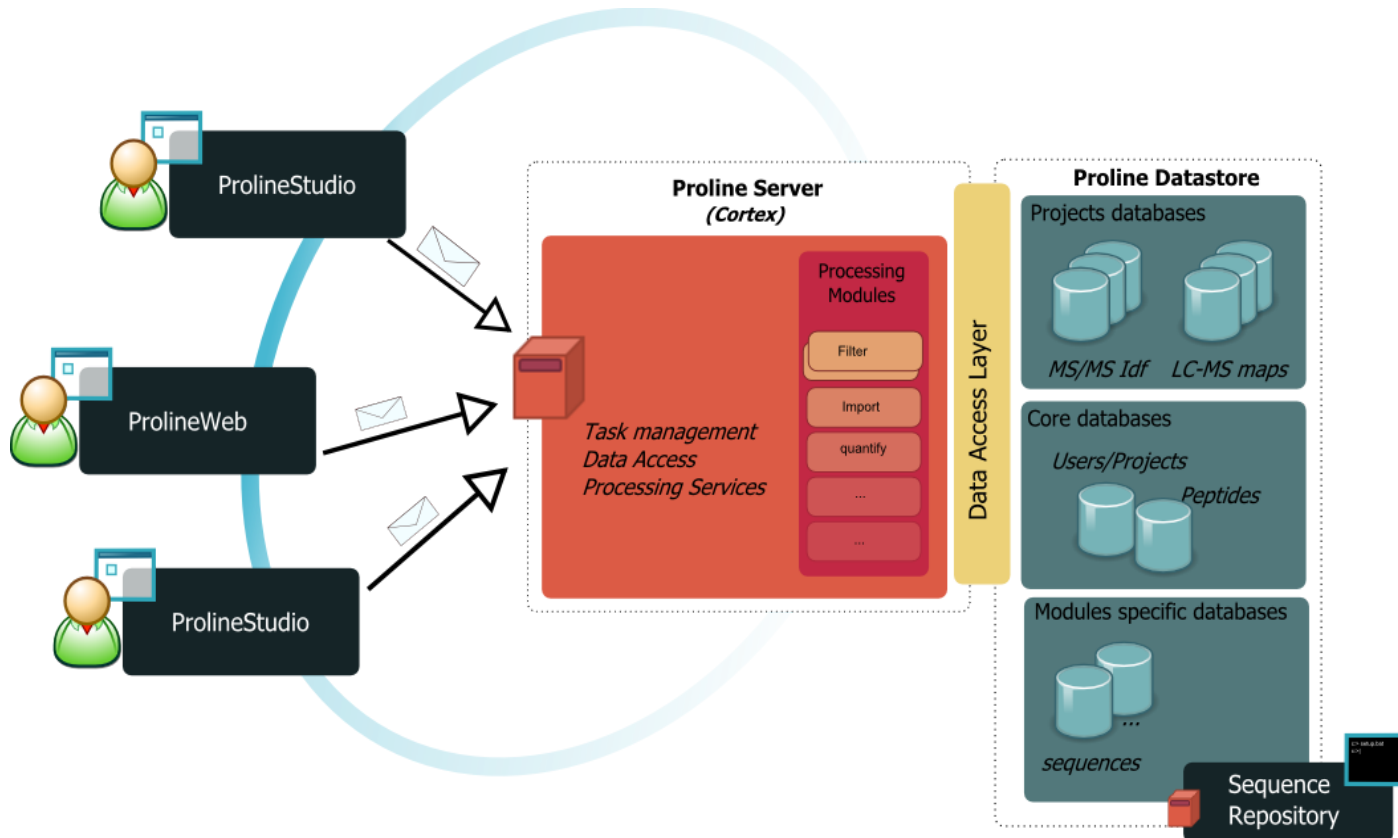 ProlineStudio
ProlineWeb
ProlineStudio
Proline Server
(Cortex)
Task management
Data Access
Processing Services
Processing
Modules
Filter
Import
quantify
...
...
Data Access Layer
Proline Datastore
Projects databases
MS/MS Idf
LC-MS maps
Core databases
Users/Projects
Peptides
Modules specific databases
...
sequences
Sequence
Repository